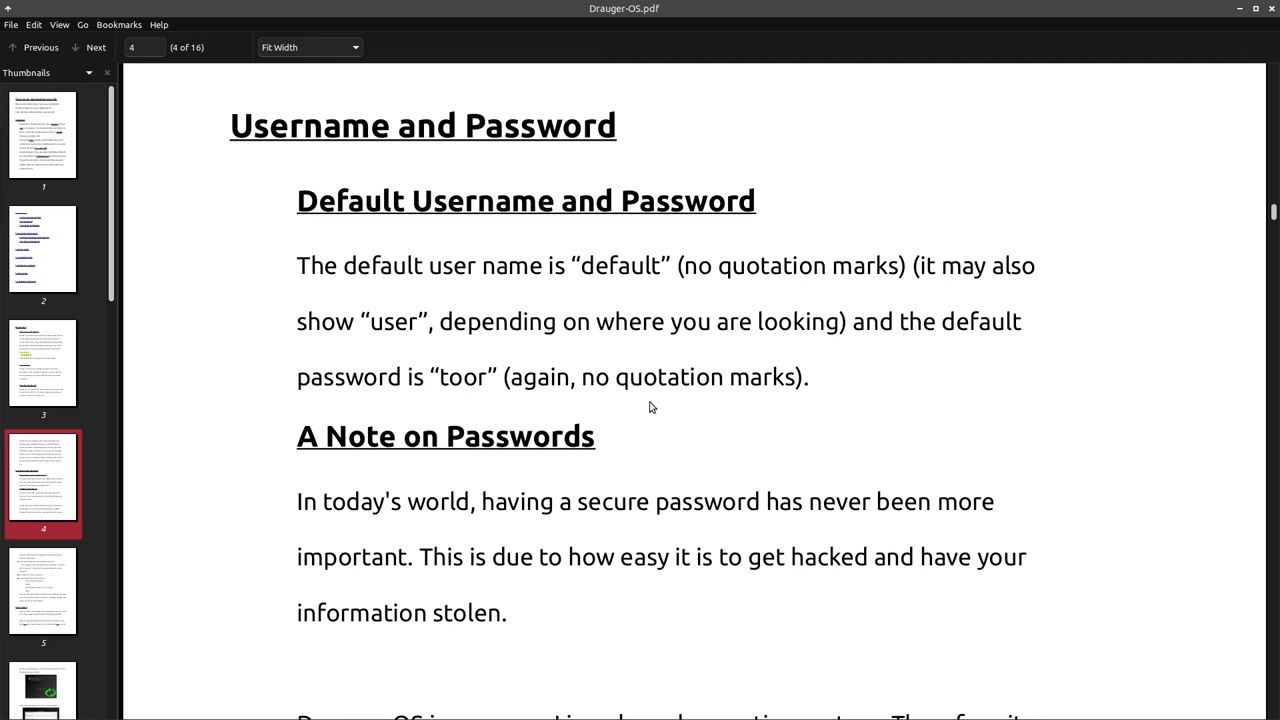 Drauger-OS.pdf
File Edit View Go Bookmarks Help
Previous Next 4 (4 of 16) Fit Width
Thumbnails
1
2
3
4
5
Username and Password
Default Username and Password
The default user name is “default” (no quotation marks) (it may also
show “user”, depending on where you are looking) and the default
password is “toor” (again, no quotation marks).
A Note on Passwords
In today's world, having a secure password has never been more
important. This is due to how easy it is to get hacked and have your
information stolen.